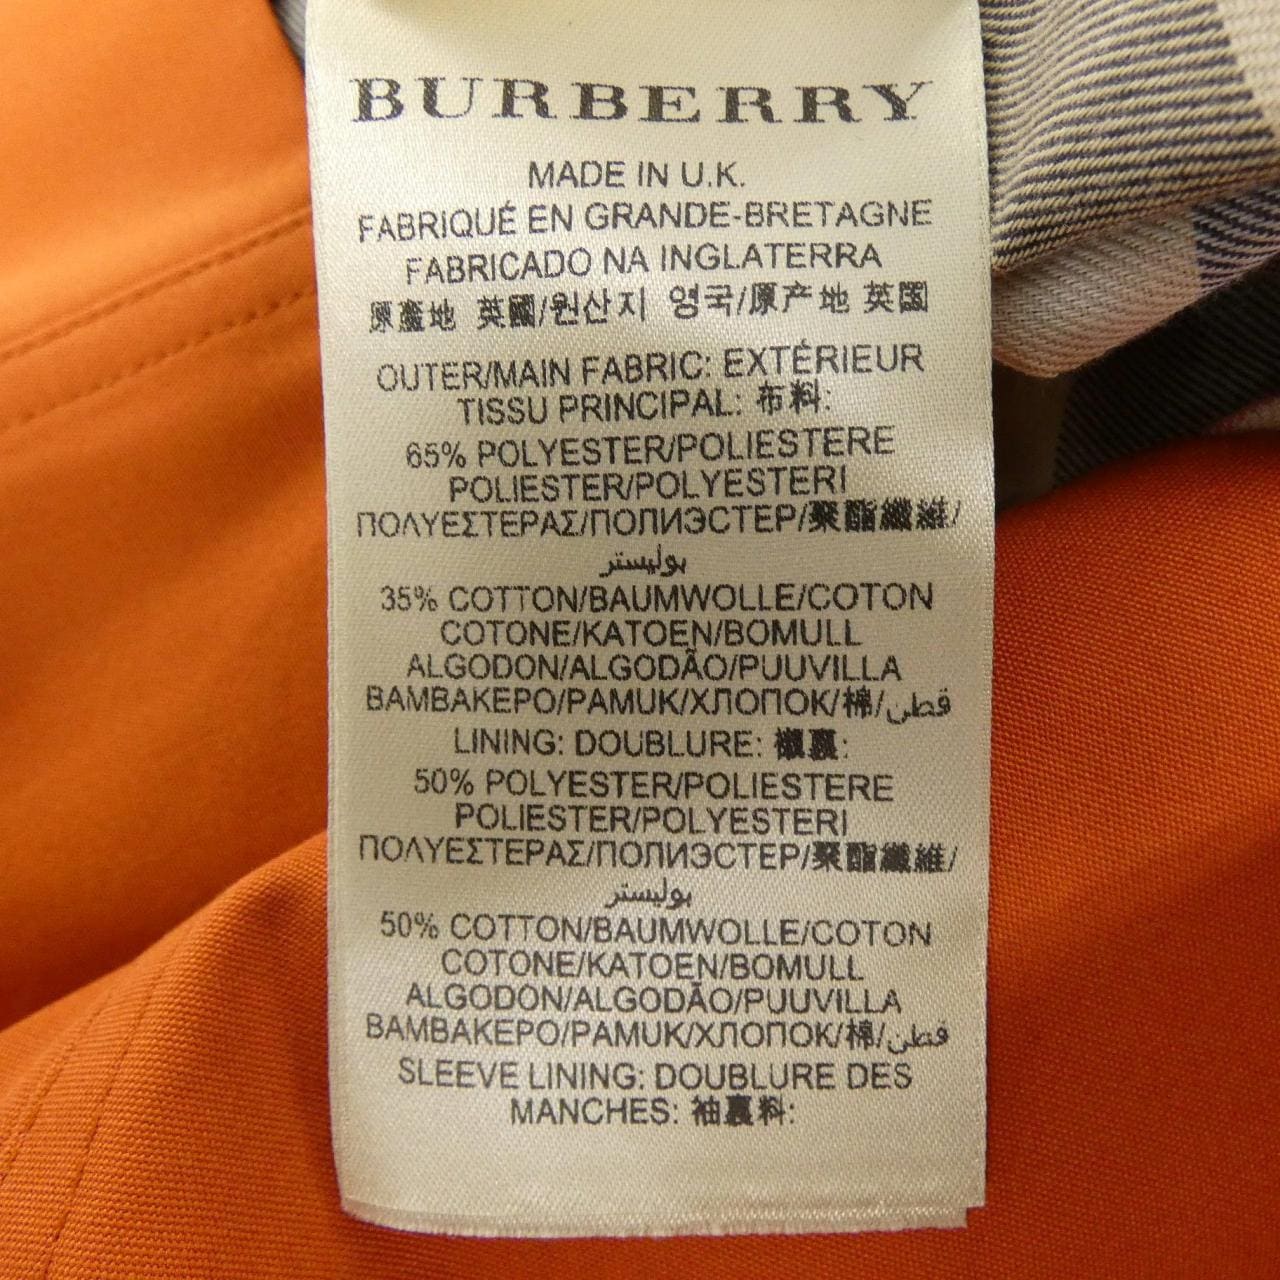 BURBERRY
MADE IN U.K.
FABRIQUÉ EN GRANDE-BRETAGNE
FABRICADO NA INGLATERRA
原產地 英國/원산지 영국/原产地 英国
OUTER/MAIN FABRIC: EXTÉRIEUR
TISSU PRINCIPAL: 布料:
65% POLYESTER/POLIESTERE
POLIESTER/POLYESTERI
ΠΟΛΥΕΣΤΕΡΑΣ/ПОЛИЭСТЕР/聚酯纖維/
بوليستر
35% COTTON/BAUMWOLLE/COTON
COTONE/KATOEN/BOMULL
ALGODON/ALGODÃO/PUUVILLA
ΒΑΜΒΑΚΕΡΟ/PAMUK/ХЛОПОК/棉/قطن
LINING: DOUBLURE: 襯裏:
50% POLYESTER/POLIESTERE
POLIESTER/POLYESTERI
ΠΟΛΥΕΣΤΕΡΑΣ/ПОЛИЭСТЕР/聚酯纖維/
بوليستر
50% COTTON/BAUMWOLLE/COTON
COTONE/KATOEN/BOMULL
ALGODON/ALGODÃO/PUUVILLA
ΒΑΜΒΑΚΕΡΟ/PAMUK/ХЛОПОК/棉/قطن
SLEEVE LINING: DOUBLURE DES
MANCHES: 袖裏料: